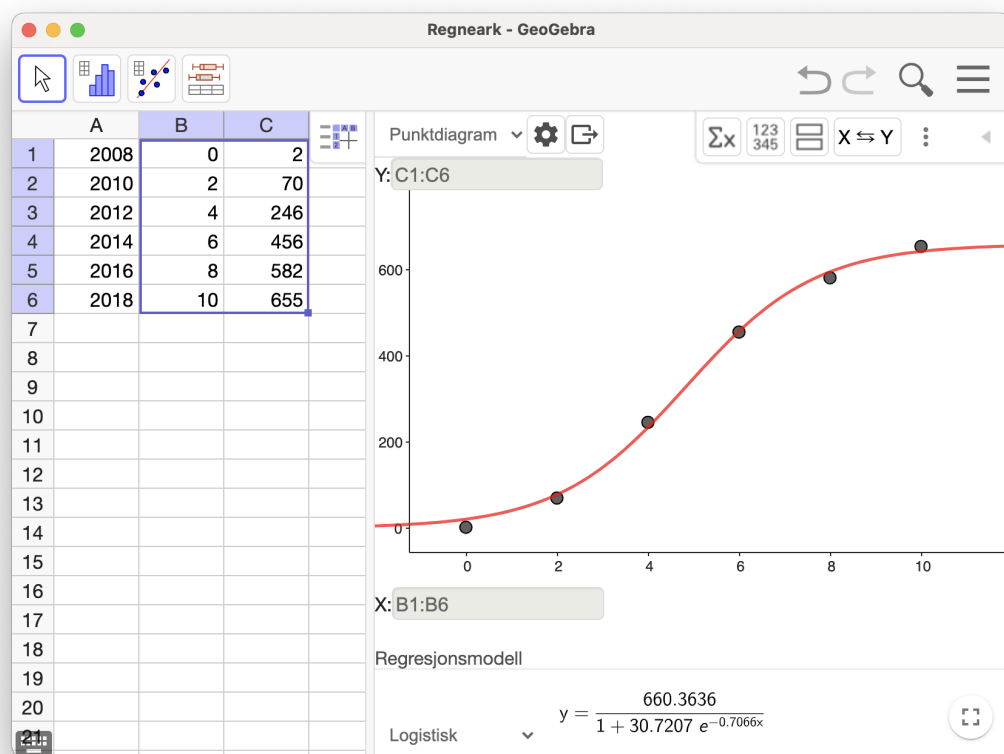 Regneark - GeoGebra
123
345
Σx
X ⇆ Y
A B C
Punktdiagram
1 2008 0 2
2 2010 2 70
3 2012 4 246
4 2014 6 456
5 2016 8 582
6 2018 10 655
7
8
9
10
11
12
13
14
15
16
17
18
19
20
21
Y: C1:C6
600
400
200
0
0 2 4 6 8 10
X: B1:B6
Regresjonsmodell
Logistisk
y = 660.3636 / 1 + 30.7207 e^−0.7066x